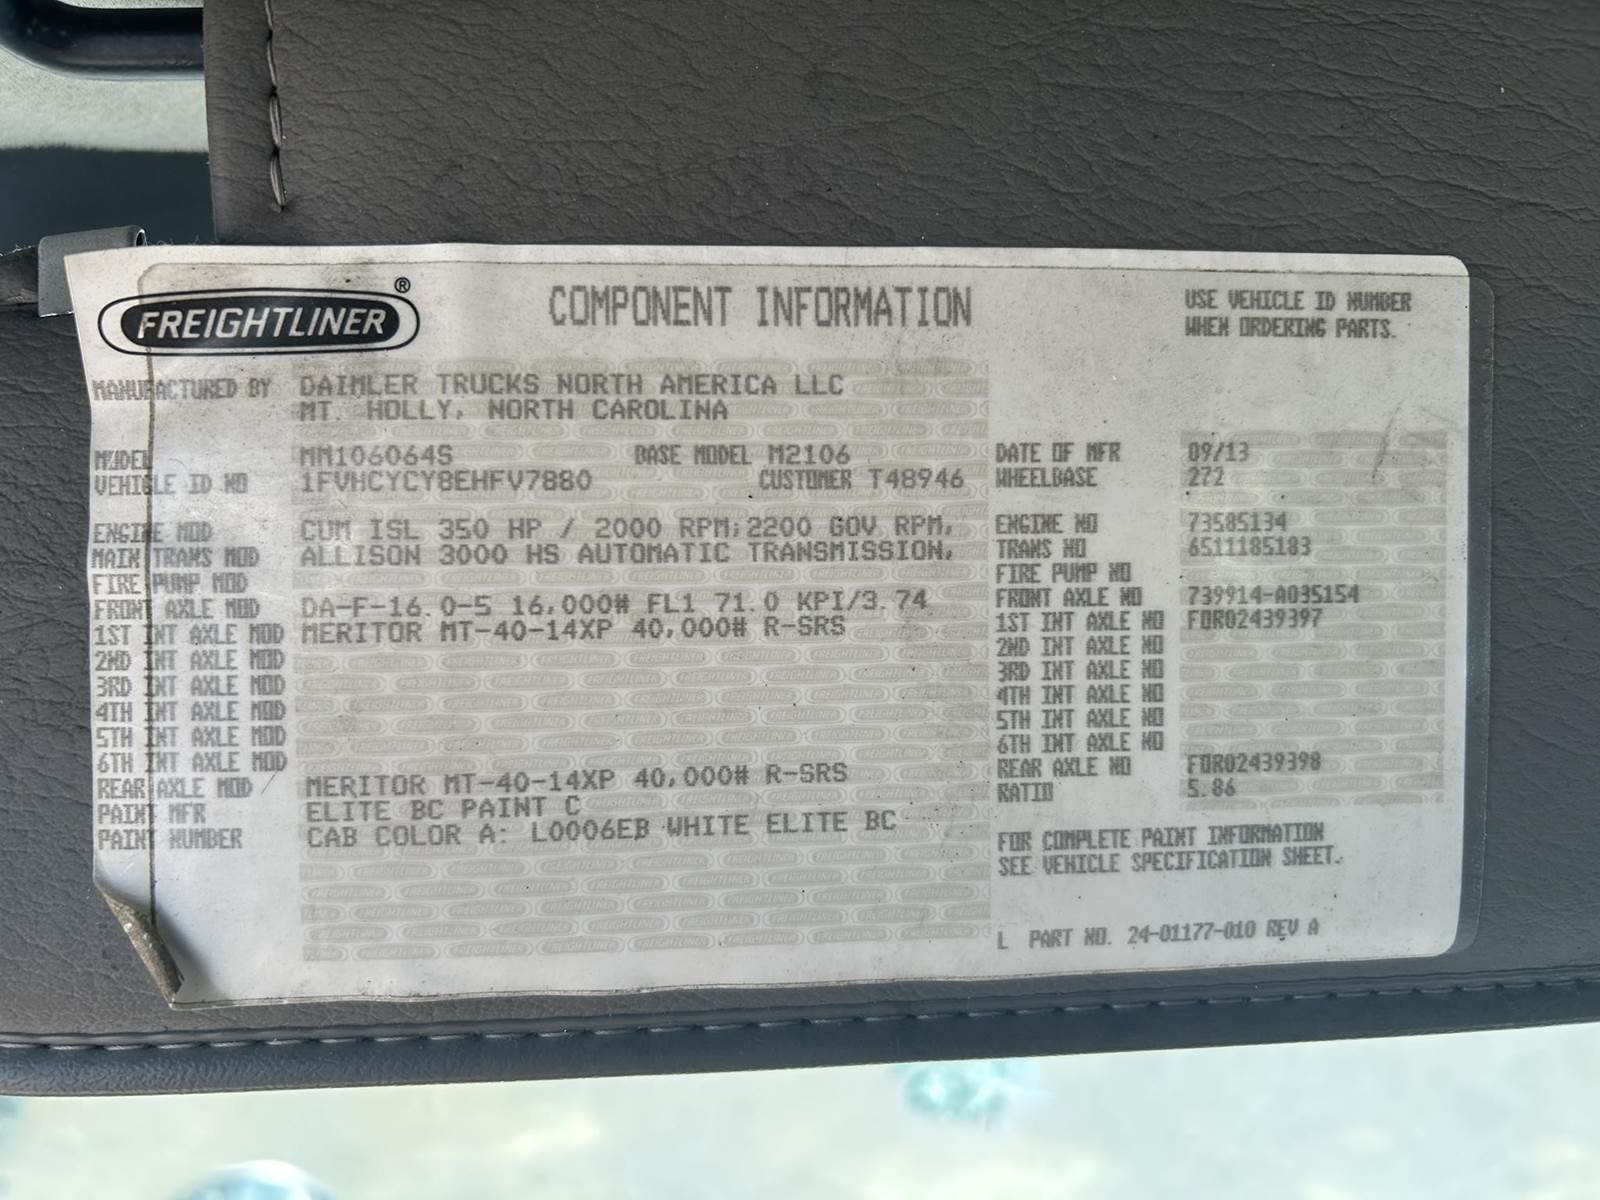 FREIGHTLINER®
COMPONENT INFORMATION
USE VEHICLE ID NUMBER
WHEN ORDERING PARTS.
MANUFACTURED BY DAIMLER TRUCKS NORTH AMERICA LLC
MT. HOLLY, NORTH CAROLINA
MODEL MM106064S BASE MODEL M2106 DATE OF MFR 09/13
VEHICLE ID NO 1FVHCYCY8EHFV7880 CUSTOMER T48946 WHEELBASE 272
ENGINE MOD CUM ISL 350 HP / 2000 RPM;2200 GOV RPM, ENGINE NO 73585134
MAIN TRANS MOD ALLISON 3000 HS AUTOMATIC TRANSMISSION, TRANS NO 6511185183
FIRE PUMP MOD FIRE PUMP NO
FRONT AXLE MOD DA-F-16.0-5 16,000# FL1 71.0 KPI/3.74 FRONT AXLE NO 739914-A035154
1ST INT AXLE MOD MERITOR MT-40-14XP 40,000# R-SRS 1ST INT AXLE NO FOR02439397
2ND INT AXLE MOD 2ND INT AXLE NO
3RD INT AXLE MOD 3RD INT AXLE NO
4TH INT AXLE MOD 4TH INT AXLE NO
5TH INT AXLE MOD 5TH INT AXLE NO
6TH INT AXLE MOD 6TH INT AXLE NO
REAR AXLE MOD MERITOR MT-40-14XP 40,000# R-SRS REAR AXLE NO FOR02439398
PAINT MFR ELITE BC PAINT C RATIO 5.86
PAINT NUMBER CAB COLOR A: L0006EB WHITE ELITE BC
FOR COMPLETE PAINT INFORMATION
SEE VEHICLE SPECIFICATION SHEET.
L PART NO. 24-01177-010 REV A